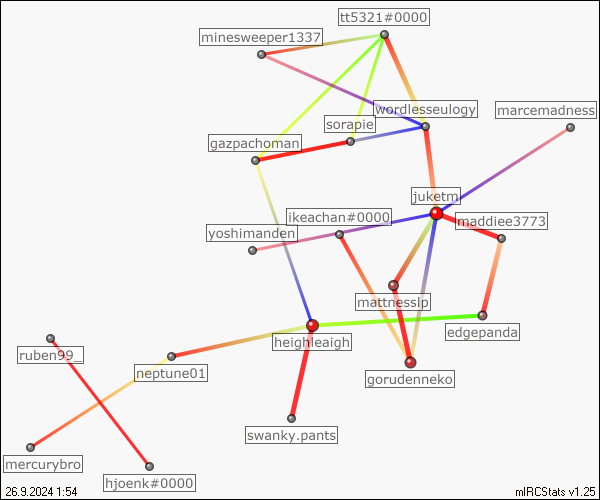 tt5321#0000
minesweeper1337
wordlesseulogy
marcemadness
sorapie
gazpachoman
juketm
ikeachan#0000
maddiee3773
yoshimanden
mattnesslp
edgepanda
heigheaigh
ruben99_
neptune01
gorudenneko
swanky.pants
mercurybro
hjoenk#0000
26.9.2024 1:54
mIRCStats v1.25